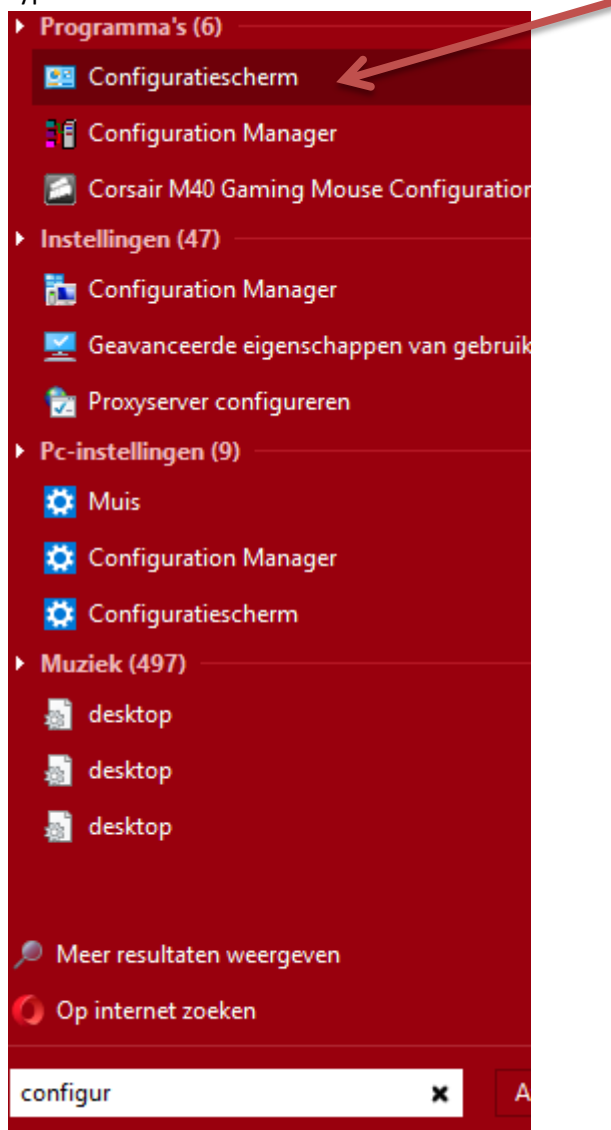 Programma's (6)
Configuratiescherm
Configuration Manager
Corsair M40 Gaming Mouse Configuration
Instellingen (47)
Configuration Manager
Geavanceerde eigenschappen van gebruik
Proxyserver configureren
Pc-instellingen (9)
Muis
Configuration Manager
Configuratiescherm
Muziek (497)
desktop
desktop
desktop
Meer resultaten weergeven
Op internet zoeken
configur
A